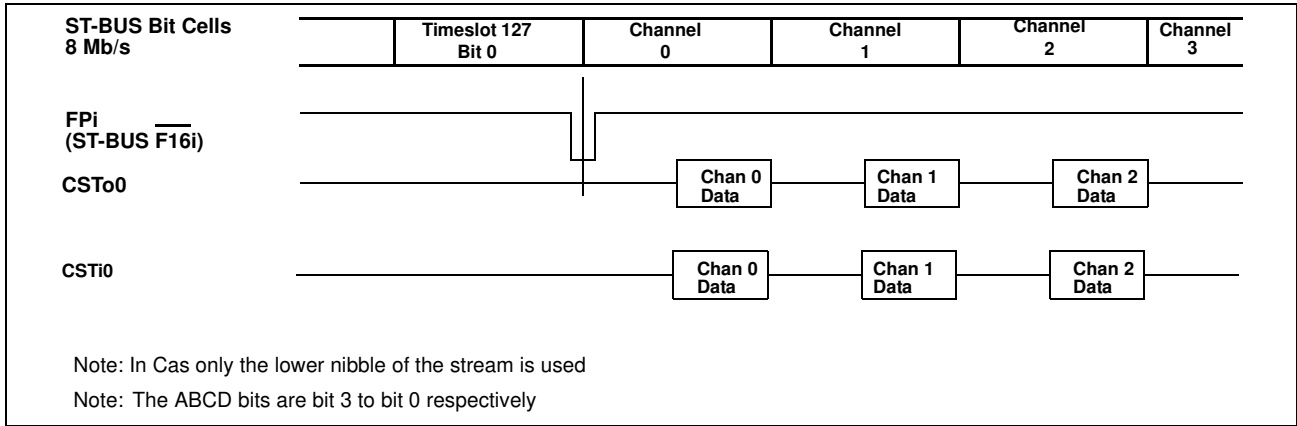 ST-BUS Bit Cells
8 Mb/s
Timeslot 127
Bit 0
Channel
0
Channel
1
Channel
2
Channel
3
FPi
(ST-BUS F16i)
CSTo0
Chan 0
Data
Chan 1
Data
Chan 2
Data
CSTi0
Chan 0
Data
Chan 1
Data
Chan 2
Data
Note: In Cas only the lower nibble of the stream is used
Note: The ABCD bits are bit 3 to bit 0 respectively